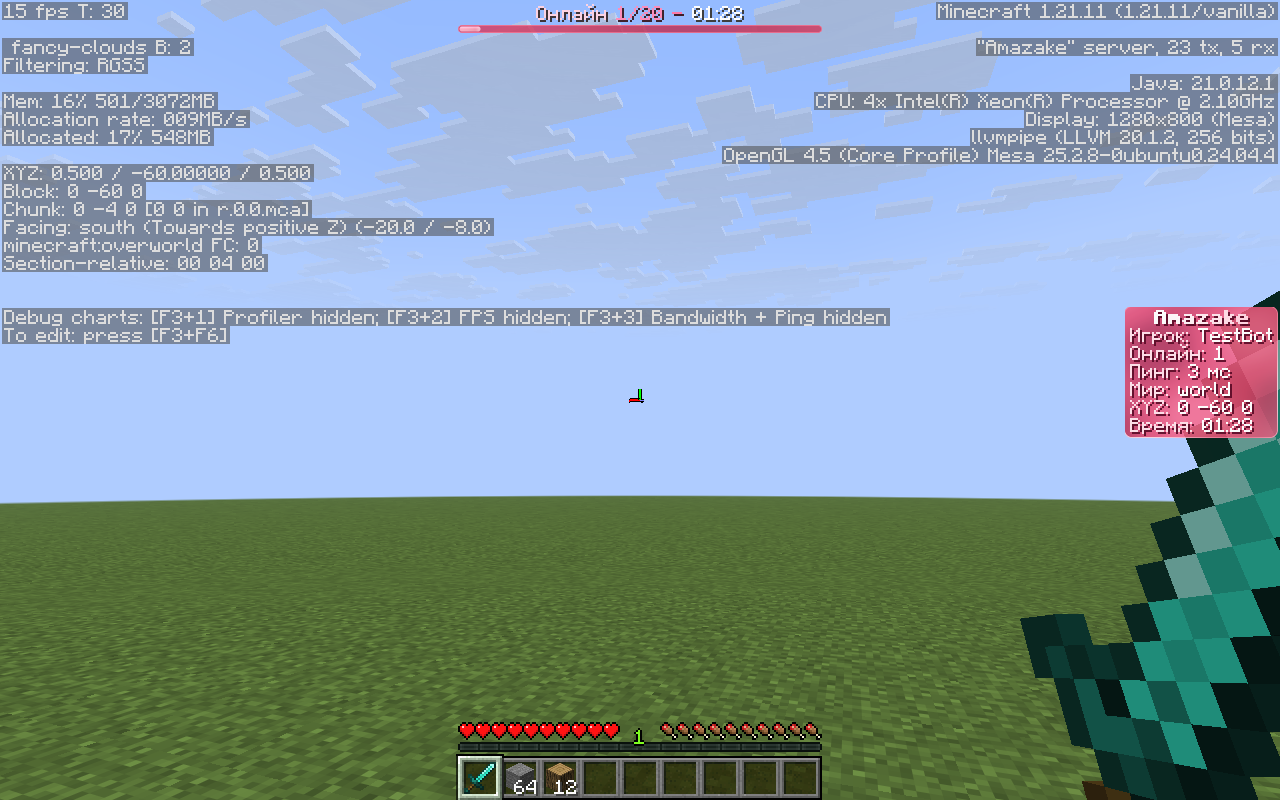 15 fps T: 30
fancy-clouds B: 2
Filtering: RGSS
Mem: 16% 501/3072MB
Allocation rate: 009MB/s
Allocated: 17% 548MB
XYZ: 0.500 / -60.00000 / 0.500
Block: 0 -60 0
Chunk: 0 -4 0 [0 0 in r.0.0.mca]
Facing: south (Towards positive Z) (-20.0 / -8.0)
minecraft:overworld FC: 0
Section-relative: 00 04 00
Debug charts: [F3+1] Profiler hidden; [F3+2] FPS hidden; [F3+3] Bandwidth + Ping hidden
To edit: press [F3+F6]
Онлайн 1/20 - 01:28
Minecraft 1.21.11 (1.21.11/vanilla)
"Amazake" server, 23 tx, 5 rx
Java: 21.0.12.1
CPU: 4x Intel(R) Xeon(R) Processor @ 2.10GHz
Display: 1280x800 (Mesa)
llvmpipe (LLVM 20.1.2, 256 bits)
OpenGL 4.5 (Core Profile) Mesa 25.2.8-0ubuntu0.24.04.4
Amazake
Игрок: TestBot
Онлайн: 1
Пинг: 3 мс
Мир: world
XYZ: 0 -60 0
Время: 01:28
1
64
12